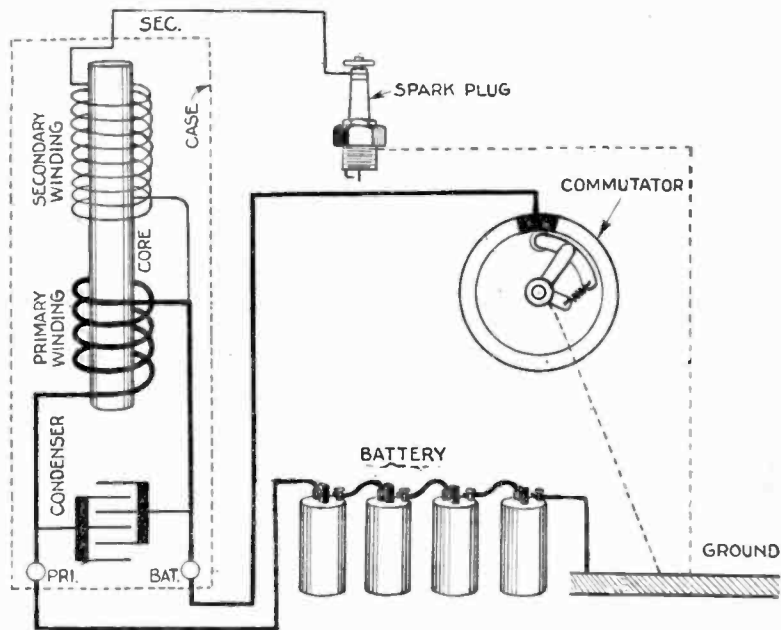 SEC.
SPARK PLUG
CASE
SECONDARY
WINDING
COMMUTATOR
CORE
PRIMARY
WINDING
CONDENSER
BATTERY
GROUND
PRI.
BAT.